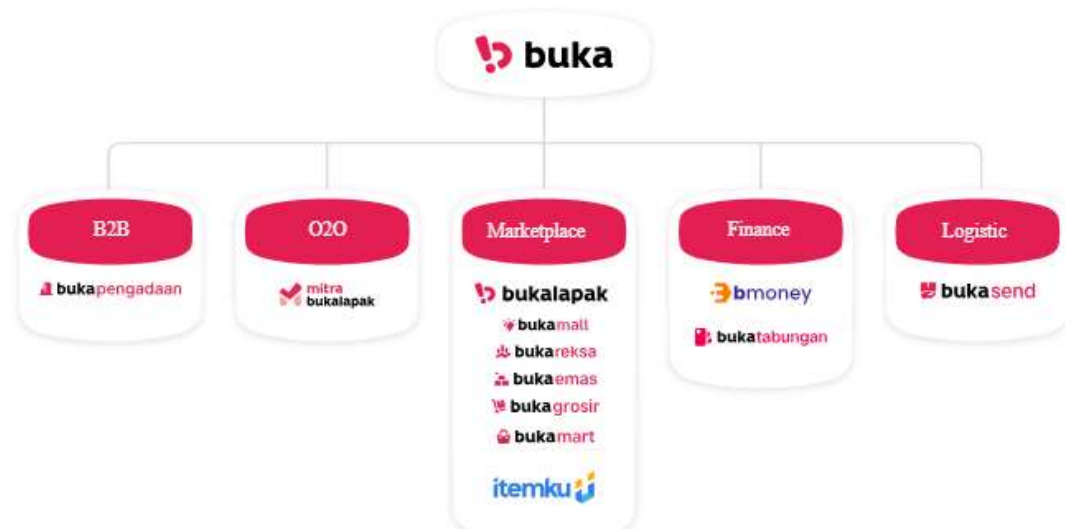 buka
B2B
bukapengadaan
O2O
mitra
bukalapak
Marketplace
bukalapak
bukamall
bukareksa
bukaemas
bukagrosir
bukamart
itemku
Finance
bmoney
bukatabungan
Logistic
bukasend